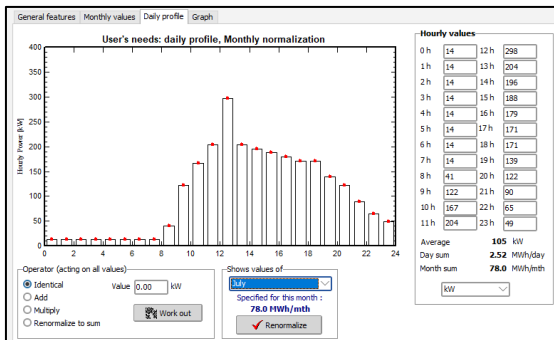 General features Monthly values Daily profile Graph
User's needs: daily profile, Monthly normalization
Hourly Power [kW]
400
350
300
250
200
150
100
50
0
0 2 4 6 8 10 12 14 16 18 20 22 24
Hourly values
0 h 14 12 h 298
1 h 14 13 h 204
2 h 14 14 h 196
3 h 14 15 h 188
4 h 14 16 h 179
5 h 14 17 h 171
6 h 14 18 h 171
7 h 14 19 h 139
8 h 41 20 h 122
9 h 122 21 h 90
10 h 167 22 h 65
11 h 204 23 h 49
Average 105 kW
Day sum 2.52 MWh/day
Month sum 78.0 MWh/mth
kW
Operator (acting on all values)
Identical Value 0.00 kW
Add
Multiply
Renormalize to sum
Work out
Shows values of
July
Specified for this month :
78.0 MWh/mth
Renormalize